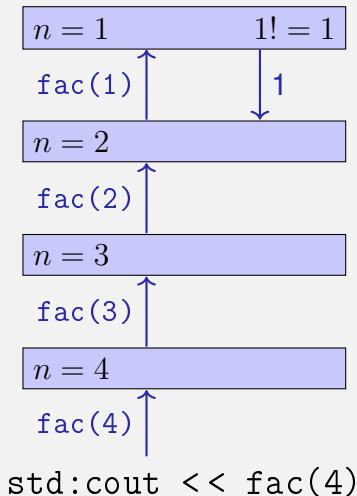 n = 1 1! = 1
fac(1) 1
n = 2
fac(2)
n = 3
fac(3)
n = 4
fac(4)
std:cout << fac(4)